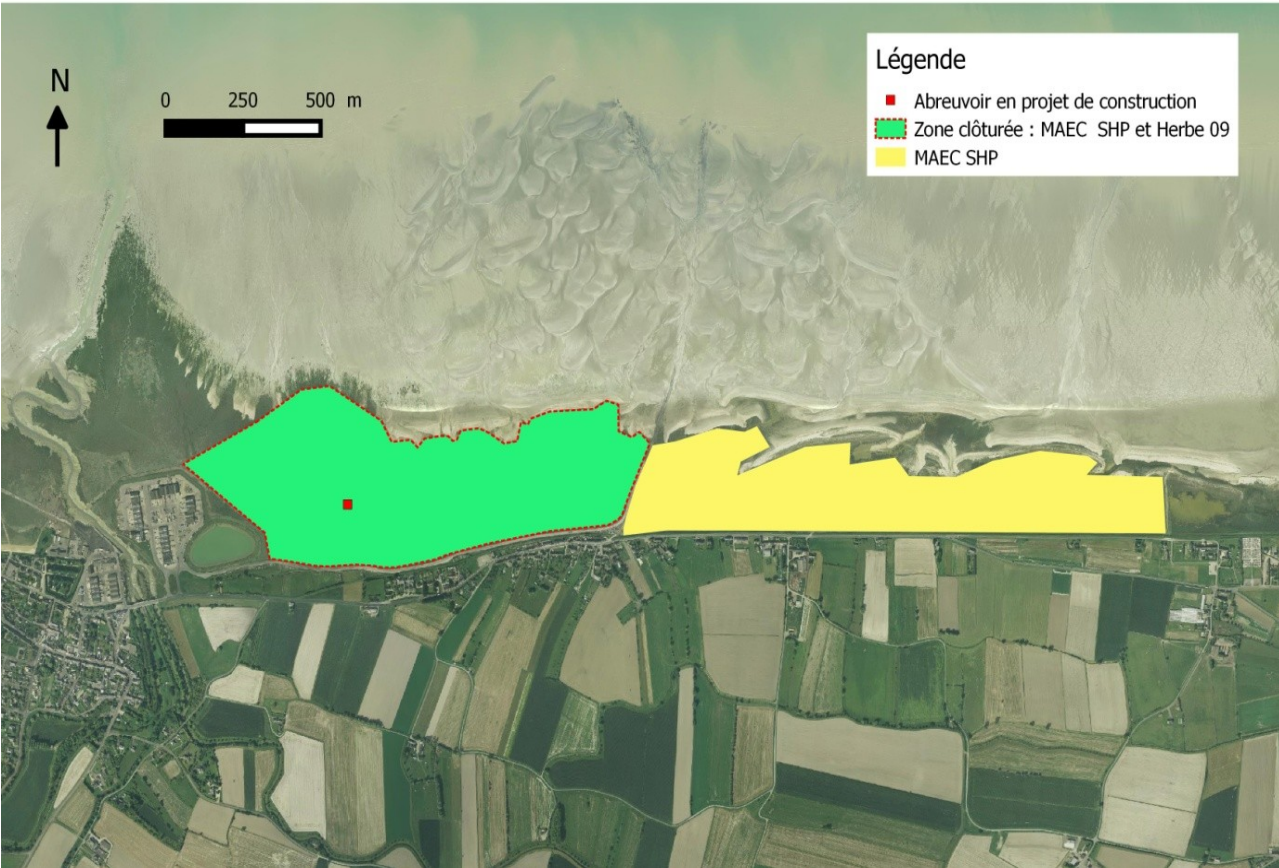 N
0 250 500 m
Légende
Abreuvoir en projet de construction
Zone clôturée : MAEC SHP et Herbe 09
MAEC SHP